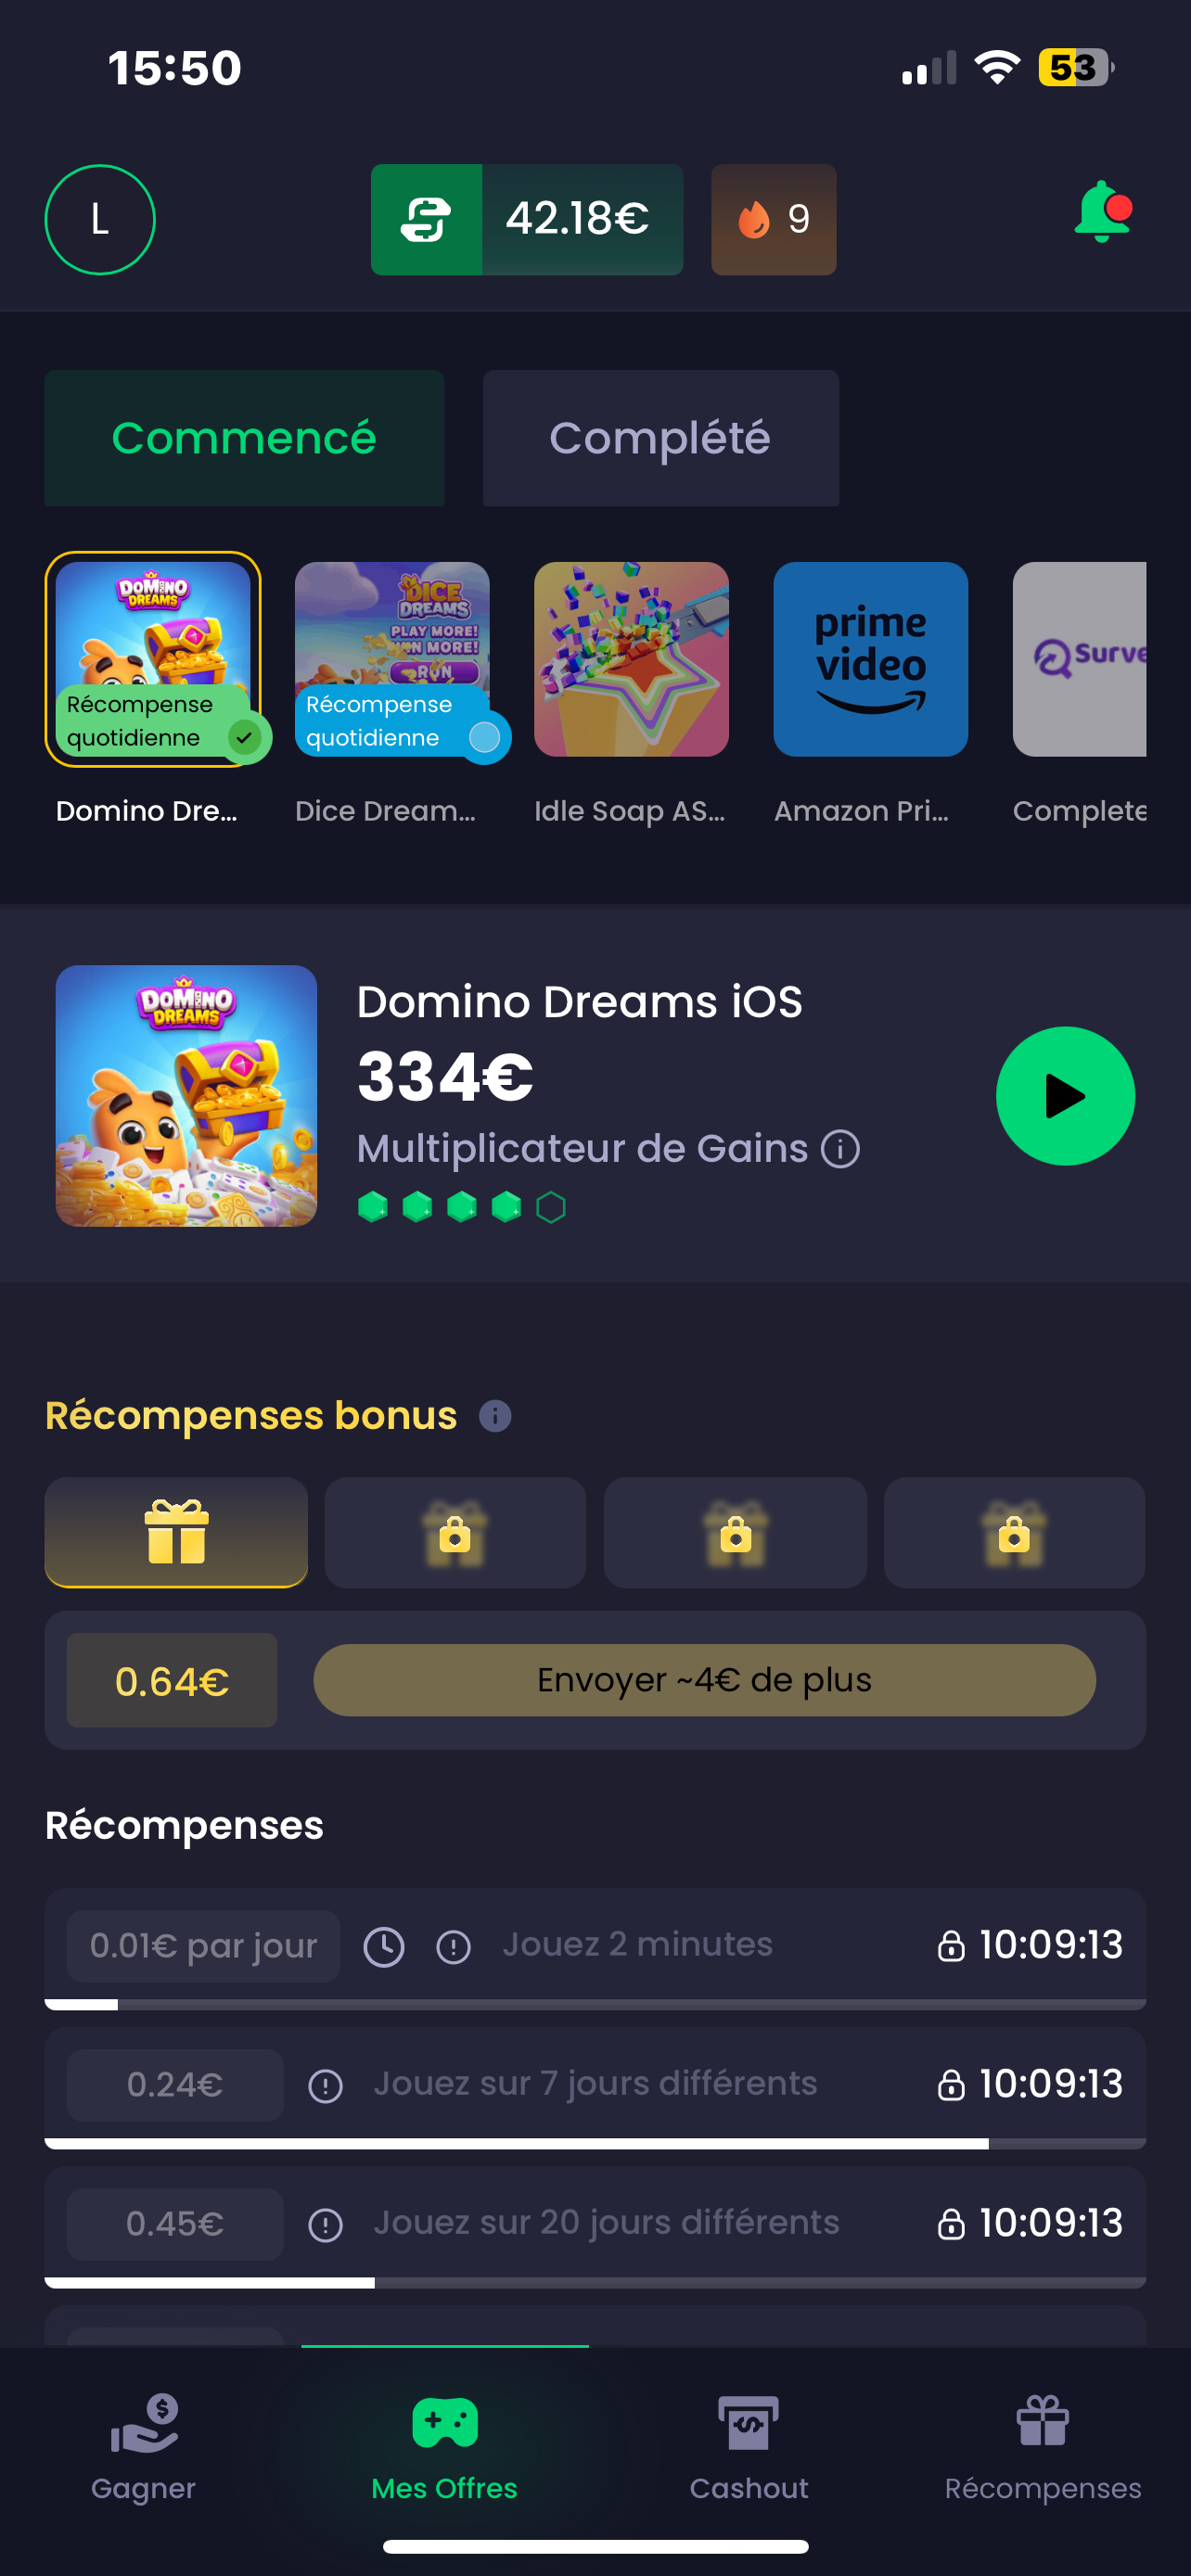 15:50
53
L
42.18€
9
Commencé
Complété
DOMINO
DREAMS
Récompense
quotidienne
DICE
DREAMS
PLAY MORE!
Récompense
quotidienne
prime
video
Surve
Domino Dre...
Dice Dream...
Idle Soap AS...
Amazon Pri...
Complete
DOMINO
DREAMS
Domino Dreams iOS
334€
Multiplicateur de Gains
Récompenses bonus
0.64€
Envoyer ~4€ de plus
Récompenses
0.01€ par jour
Jouez 2 minutes
10:09:13
0.24€
Jouez sur 7 jours différents
10:09:13
0.45€
Jouez sur 20 jours différents
10:09:13
Gagner
Mes Offres
Cashout
Récompenses